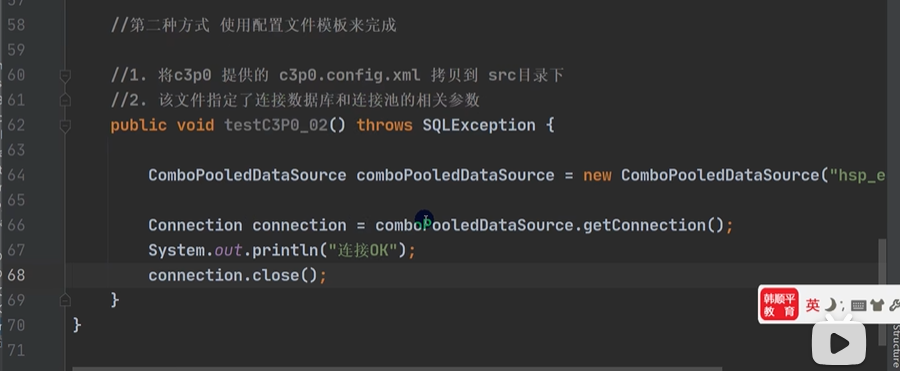 57
58 //第二种方式 使用配置文件模板来完成
59
60 //1. 将c3p0 提供的 c3p0.config.xml 拷贝到 src目录下
61 //2. 该文件指定了连接数据库和连接池的相关参数
62 public void testC3P0_02() throws SQLException {
63
64 ComboPooledDataSource comboPooledDataSource = new ComboPooledDataSource("hsp_e
65
66 Connection connection = comboPooledDataSource.getConnection();
67 System.out.println("连接OK");
68 connection.close();
69 }
70 }
71
韩顺平
教育
英
Structure